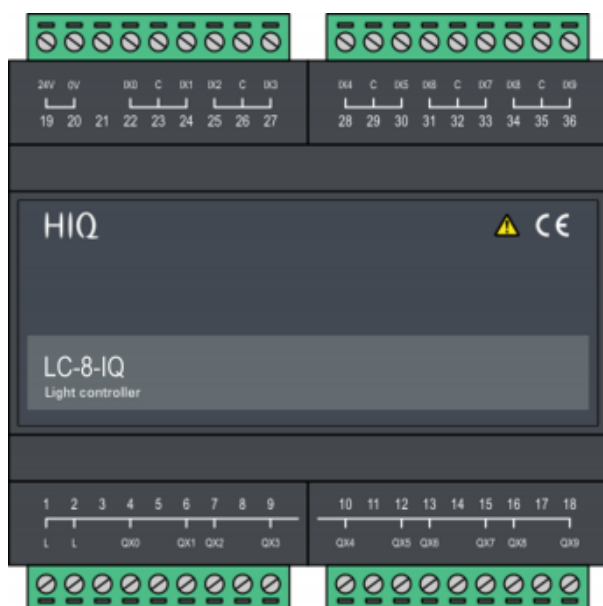 24V 0V IX0 C IX1 IX2 C IX3 IX4 C IX5 IX6 C IX7 IX8 C IX9
19 20 21 22 23 24 25 26 27 28 29 30 31 32 33 34 35 36
HIQ CE
LC-8-IQ
Light controller
1 2 3 4 5 6 7 8 9 10 11 12 13 14 15 16 17 18
L L QX0 QX1 QX2 QX3 QX4 QX5 QX6 QX7 QX8 QX9